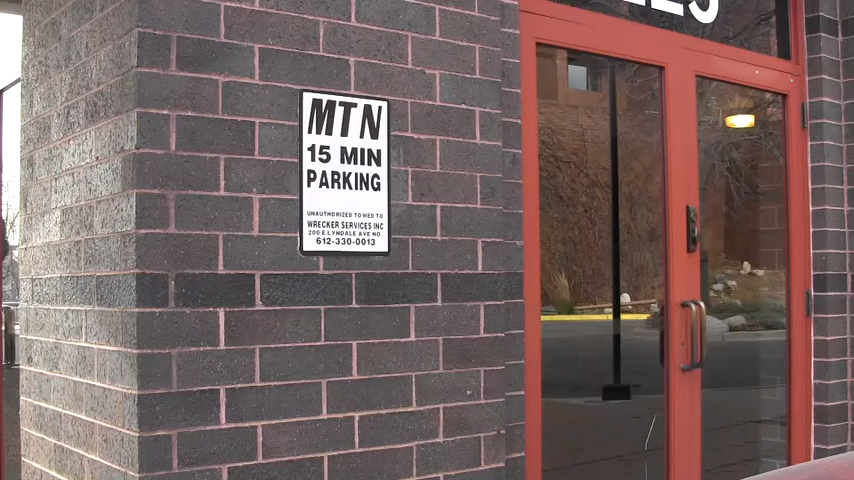 MTN
15 MIN
PARKING
UNAUTHORIZED TOWED TO
WRECKER SERVICES INC
200 E.LYNDALE AVE NO.
612-330-0013